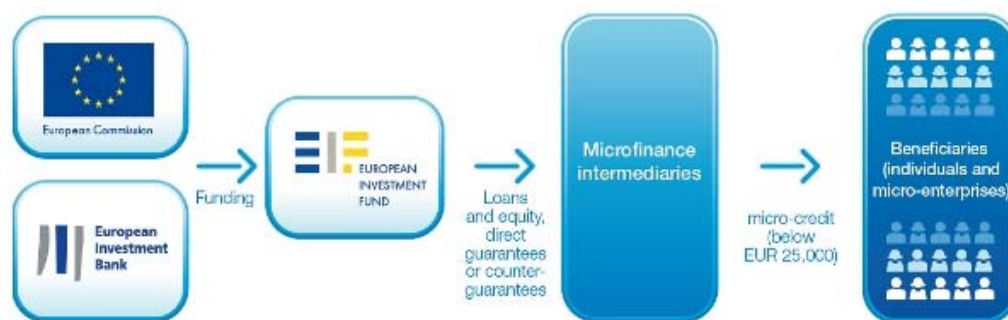 European Commission
European
Investment
Bank
Funding
EUROPEAN
INVESTMENT
FUND
Loans
and equity,
direct
guarantees
or counter-
guarantees
Microfinance
intermediaries
micro-credit
(below
EUR 25,000)
Beneficiaries
(individuals and
micro-enterprises)